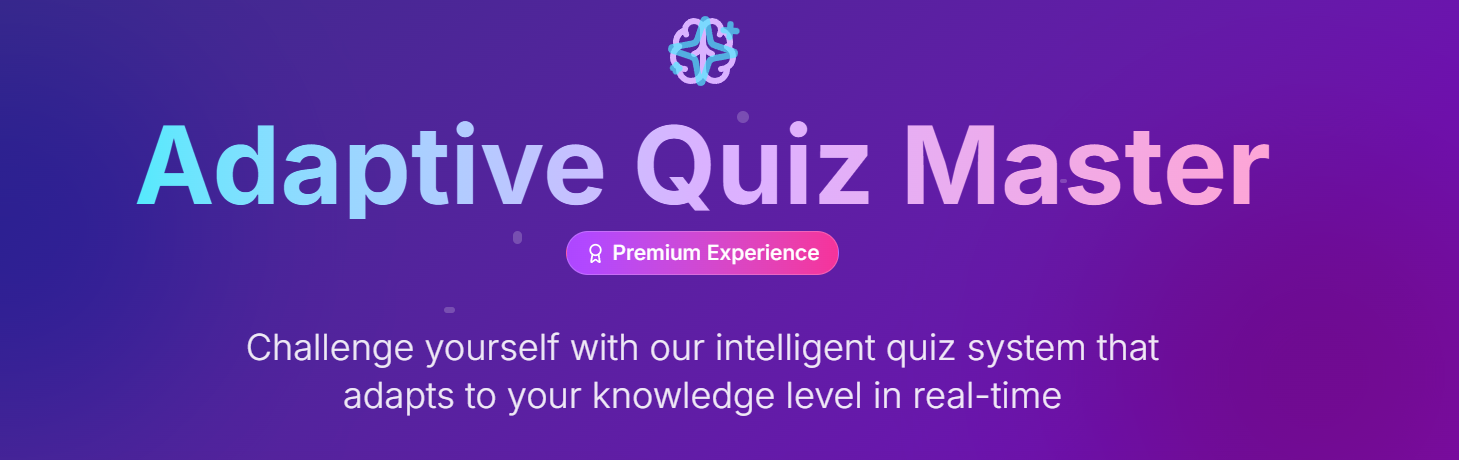 Adaptive Quiz Master
Premium Experience
Challenge yourself with our intelligent quiz system that
adapts to your knowledge level in real-time